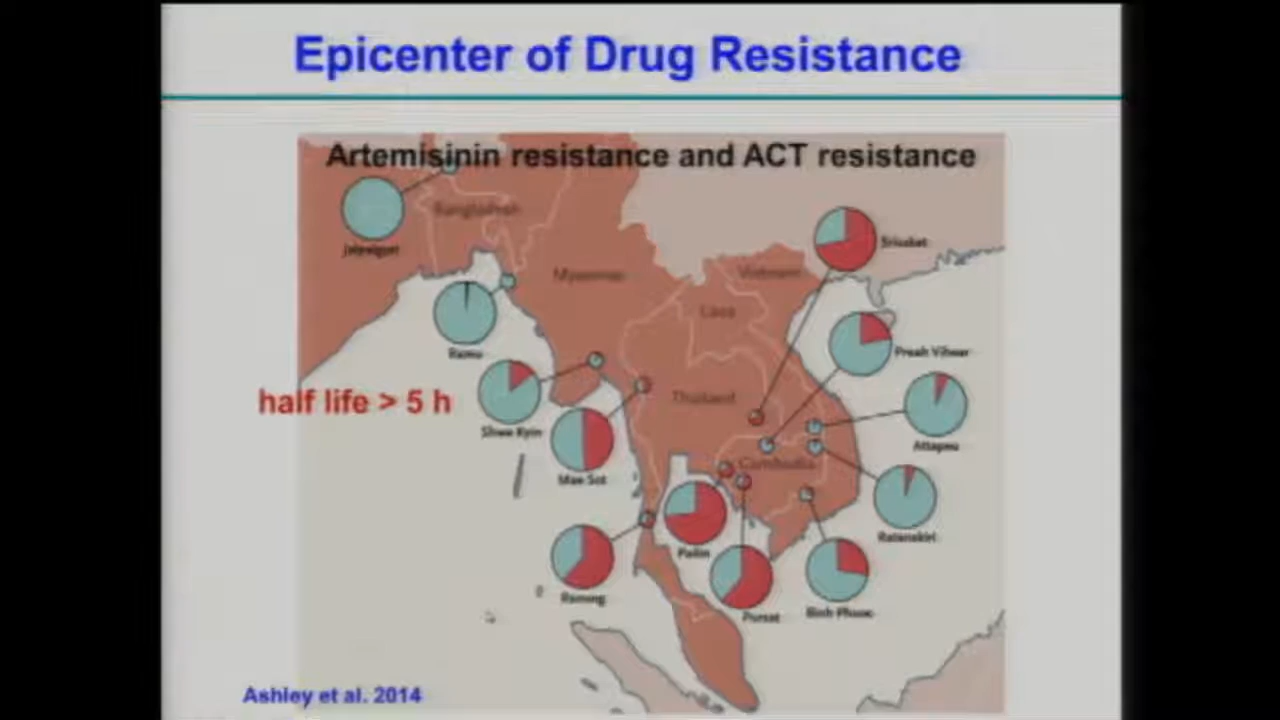 Epicenter of Drug Resistance
Artemisinin resistance and ACT resistance
Bangladesh
Srisaket
Jalpaiguri
Myanmar
Vietnam
Laos
Ramu
Preah Vihear
half life > 5 h
Thailand
Shwe Kyin
Attapeu
Mae Sot
Cambodia
Ratanakiri
Pailin
Ranong
Pursat
Binh Phuoc
Ashley et al. 2014